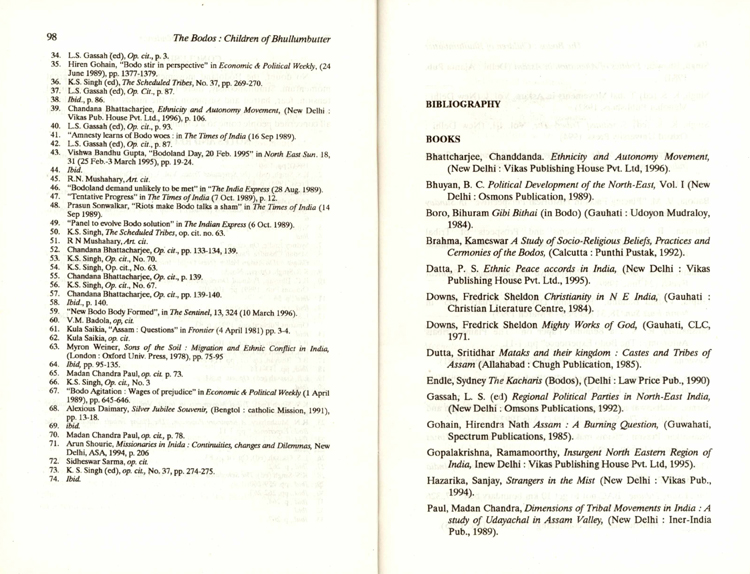 98 The Bodos : Children of Bhullumbutter
34. L.S. Gassah (ed), Op. cit., p. 3.
35. Hiren Gohain, "Bodo stir in perspective" in Economic & Political Weekly, (24
June 1989), pp. 1377-1379.
36. K.S. Singh (ed), The Scheduled Tribes, No. 37, pp. 269-270.
37. L.S. Gassah (ed), Op. Cit., p. 87.
38. Ibid., p. 86.
39. Chandana Bhattacharjee, Ethnicity and Autonomy Movement, (New Delhi :
Vikas Pub. House Pvt. Ltd., 1996), p. 106.
40. L.S. Gassah (ed), Op. cit., p. 93.
41. "Amnesty learns of Bodo woes : in The Times of India (16 Sep 1989).
42. L.S. Gassah (ed), Op. cit., p. 87.
43. Vishwa Bandhu Gupta, "Bodoland Day, 20 Feb. 1995" in North East Sun. 18,
31 (25 Feb.-3 March 1995), pp. 19-24.
44. Ibid.
45. R.N. Mushahary, Art. cit.
46. "Bodoland demand unlikely to be met" in "The India Express (28 Aug. 1989).
47. "Tentative Progress" in The Times of India (7 Oct. 1989), p. 12.
48. Prasun Sonwalkar, "Riots make Bodo talks a sham" in The Times of India (14
Sep 1989).
49. "Panel to evolve Bodo solution" in The Indian Express (6 Oct. 1989).
50. K.S. Singh, The Scheduled Tribes, op. cit. no. 63.
51. R N Mushahary, Art. cit.
52. Chandana Bhattacharjee, Op. cit., pp. 133-134, 139.
53. K.S. Singh, Op. cit., No. 70.
54. K.S. Singh, Op. cit., No. 63.
55. Chandana Bhattacharjee, Op. cit., p. 139.
56. K.S. Singh, Op. cit., No. 67.
57. Chandana Bhattacharjee, Op. cit., pp. 139-140.
58. Ibid., p. 140.
59. "New Bodo Body Formed", in The Sentinel, 13, 324 (10 March 1996).
60. V.M. Badola, op, cit.
61. Kula Saikia, "Assam : Questions" in Frontier (4 April 1981) pp. 3-4.
62. Kula Saikia, op. cit.
63. Myron Weiner, Sons of the Soil : Migration and Ethnic Conflict in India,
(London : Oxford Univ. Press, 1978), pp. 75-95
64. Ibid, pp. 95-135.
65. Madan Chandra Paul, op. cit. p. 73.
66. K.S. Singh, Op. cit., No. 3
67. "Bodo Agitation : Wages of prejudice" in Economic & Political Weekly (1 April
1989), pp. 645-646.
68. Alexious Daimary, Silver Jubilee Souvenir, (Bengtol : catholic Mission, 1991),
pp. 13-18.
69. ibid.
70. Madan Chandra Paul, op. cit., p. 78.
71. Arun Shourie, Missionaries in Inida : Continuities, changes and Dilemmas, New
Delhi, ASA, 1994, p. 206
72. Sidheswar Sarma, op. cit.
73. K. S. Singh (ed), op. cit., No. 37, pp. 274-275.
74. Ibid.
BIBLIOGRAPHY
BOOKS
Bhattcharjee, Chanddanda. Ethnicity and Autonomy Movement,
(New Delhi : Vikas Publishing House Pvt. Ltd, 1996).
Bhuyan, B. C. Political Development of the North-East, Vol. I (New
Delhi : Osmons Publication, 1989).
Boro, Bihuram Gibi Bithai (in Bodo) (Gauhati : Udoyon Mudraloy,
1984).
Brahma, Kameswar A Study of Socio-Religious Beliefs, Practices and
Cermonies of the Bodos, (Calcutta : Punthi Pustak, 1992).
Datta, P. S. Ethnic Peace accords in India, (New Delhi : Vikas
Publishing House Pvt. Ltd., 1995).
Downs, Fredrick Sheldon Christianity in N E India, (Gauhati :
Christian Literature Centre, 1984).
Downs, Fredrick Sheldon Mighty Works of God, (Gauhati, CLC,
1971.
Dutta, Sritidhar Mataks and their kingdom : Castes and Tribes of
Assam (Allahabad : Chugh Publication, 1985).
Endle, Sydney The Kacharis (Bodos), (Delhi : Law Price Pub., 1990)
Gassah, L. S. (ed) Regional Political Parties in North-East India,
(New Delhi : Omsons Publications, 1992).
Gohain, Hirendra Nath Assam : A Burning Question, (Guwahati,
Spectrum Publications, 1985).
Gopalakrishna, Ramamoorthy, Insurgent North Eastern Region of
India, Inew Delhi : Vikas Publishing House Pvt. Ltd, 1995).
Hazarika, Sanjay, Strangers in the Mist (New Delhi : Vikas Pub.,
1994).
Paul, Madan Chandra, Dimensions of Tribal Movements in India : A
study of Udayachal in Assam Valley, (New Delhi : Iner-India
Pub., 1989).